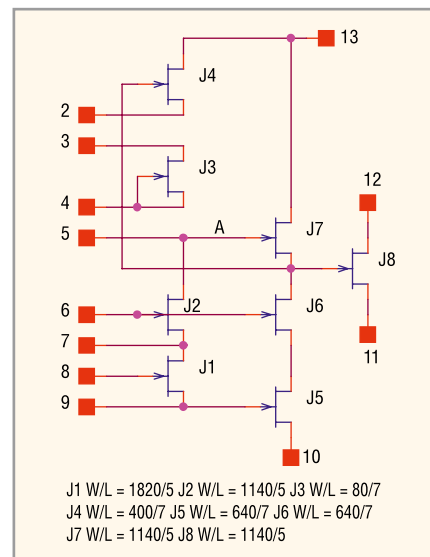 13
J4
2
3
J3
4
12
5
A
J7
J8
6
J2
J6
7
11
8
J1
9
J5
10
J1 W/L = 1820/5 J2 W/L = 1140/5 J3 W/L = 80/7
J4 W/L = 400/7 J5 W/L = 640/7 J6 W/L = 640/7
J7 W/L = 1140/5 J8 W/L = 1140/5